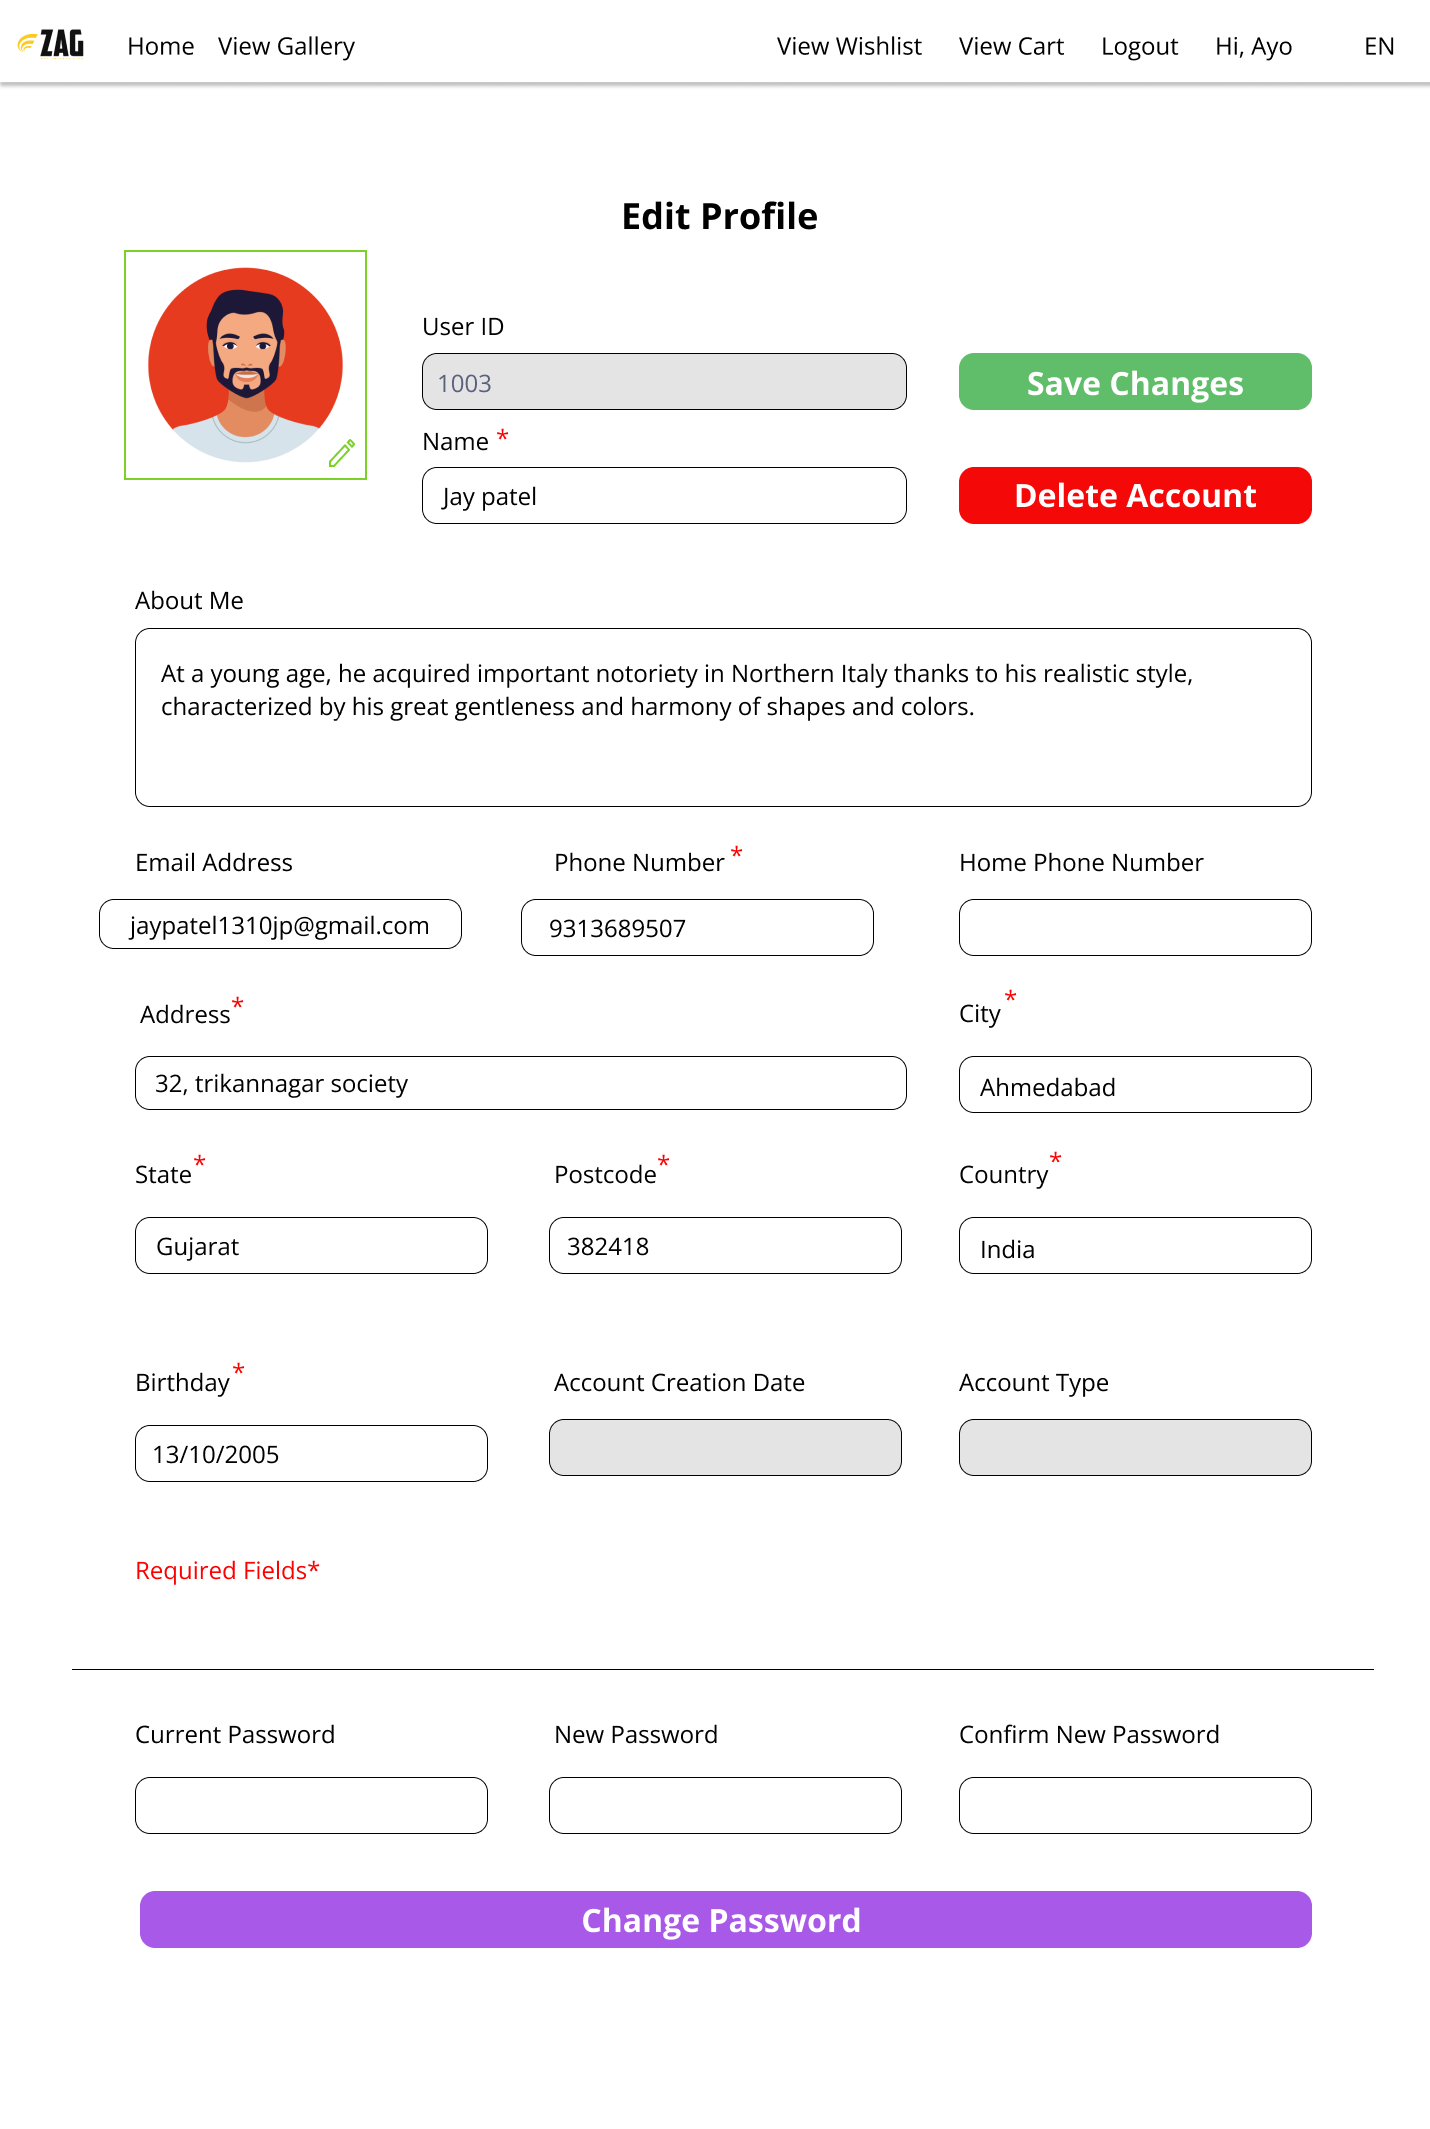 ZAG Home View Gallery View Wishlist View Cart Logout Hi, Ayo EN
Edit Profile
User ID
1003
Save Changes
Name *
Jay patel
Delete Account
About Me
At a young age, he acquired important notoriety in Northern Italy thanks to his realistic style,
characterized by his great gentleness and harmony of shapes and colors.
Email Address Phone Number * Home Phone Number
jaypatel1310jp@gmail.com 9313689507
Address* City *
32, trikannagar society Ahmedabad
State* Postcode* Country*
Gujarat 382418 India
Birthday* Account Creation Date Account Type
13/10/2005
Required Fields*
Current Password New Password Confirm New Password
Change Password